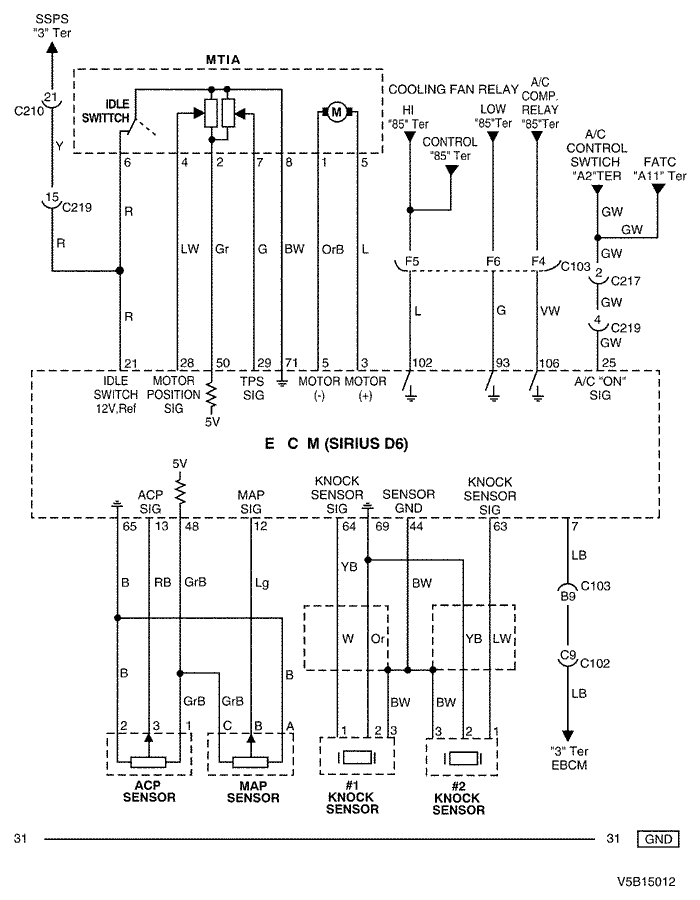 SSPS
"3" Ter
MTIA
21
C210
IDLE
SWITTCH
M
COOLING FAN RELAY
HI
"85" Ter
CONTROL
"85" Ter
LOW
"85"Ter
A/C
COMP.
RELAY
"85"Ter
A/C
CONTROL
SWTICH
"A2"TER
FATC
"A11" Ter
Y
6 4 2 7 8 1 5
15
C219
R
R LW Gr G BW OrB L
GW
GW
GW
F5 F6 F4 C103
2 C217
GW
4 C219
GW
R
L G VW
21 28 50 29 71 5 3 102 93 106 25
IDLE
SWITCH
12V,Ref
MOTOR
POSITION
SIG
5V
TPS
SIG
MOTOR
(-)
MOTOR
(+)
A/C "ON"
SIG
E C M (SIRIUS D6)
5V
ACP
SIG
MAP
SIG
KNOCK
SENSOR
SIG
SENSOR
GND
KNOCK
SENSOR
SIG
65 13 48 12 64 69 44 63 7
B RB GrB Lg
YB
BW
LB
B9 C103
W Or YB LW
C9 C102
B B
GrB GrB
BW BW
LB
2 3 1 C B A
1 2 3 3 2 1
ACP
SENSOR
MAP
SENSOR
#1
KNOCK
SENSOR
#2
KNOCK
SENSOR
"3" Ter
EBCM
31 31 GND
V5B15012